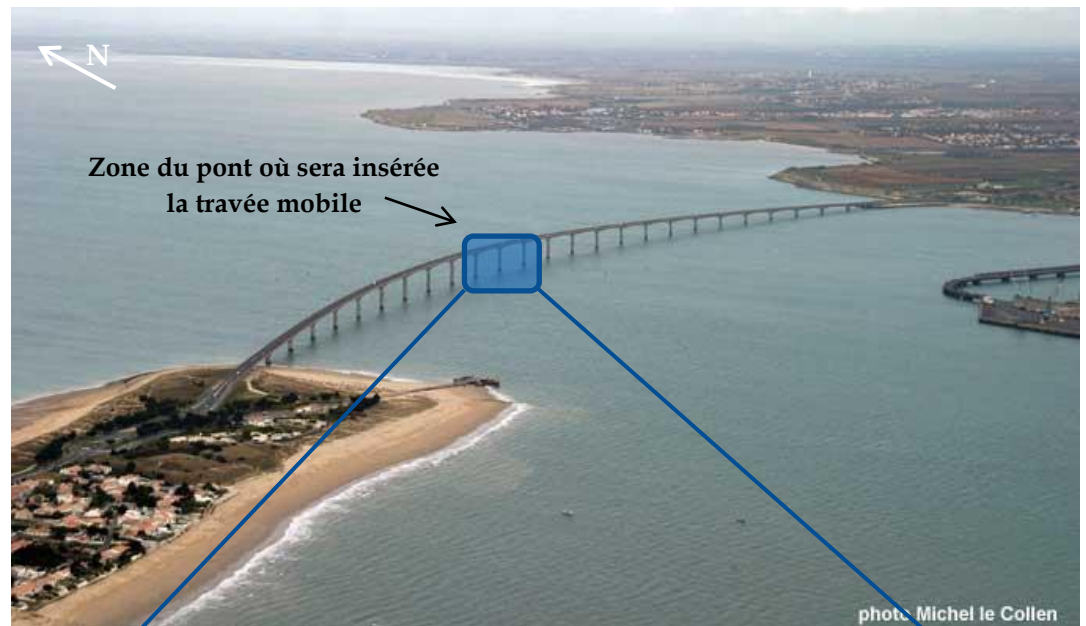 N
Zone du pont où sera insérée
la travée mobile
photo Michel le Collen